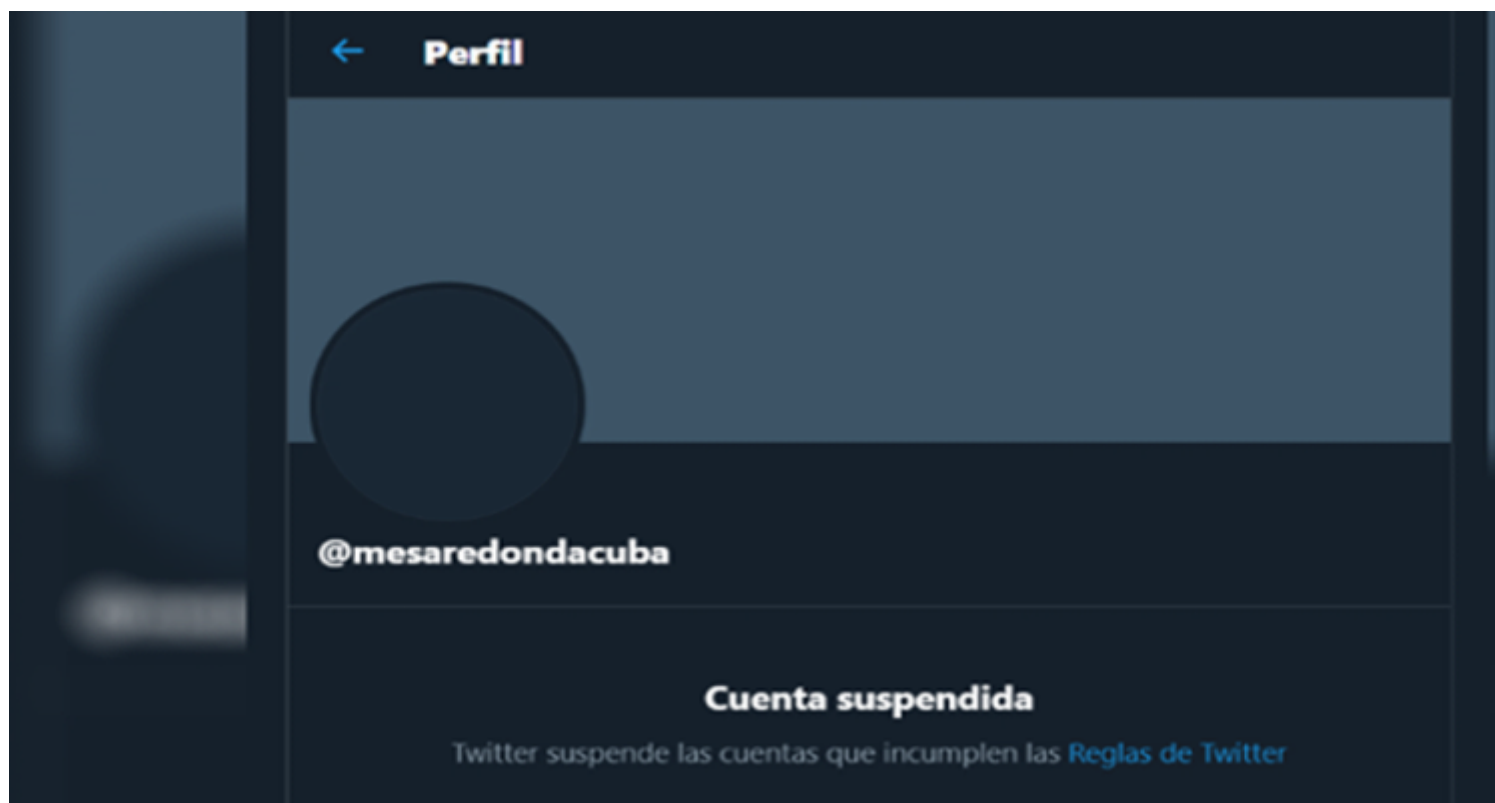 Perfil
@mesaredondacuba
Cuenta suspendida
Twitter suspende las cuentas que incumplen las Reglas de Twitter